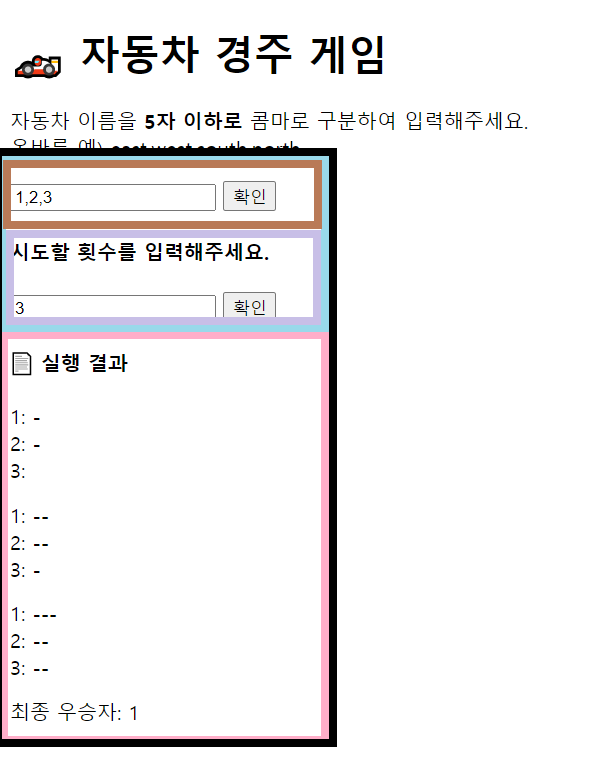 자동차 경주 게임
자동차 이름을 5자 이하로 콤마로 구분하여 입력해주세요.
올바른 예) east,west,south,north
1,2,3 확인
시도할 횟수를 입력해주세요.
3 확인
실행 결과
1: -
2: -
3:
1: --
2: --
3: -
1: ---
2: --
3: --
최종 우승자: 1